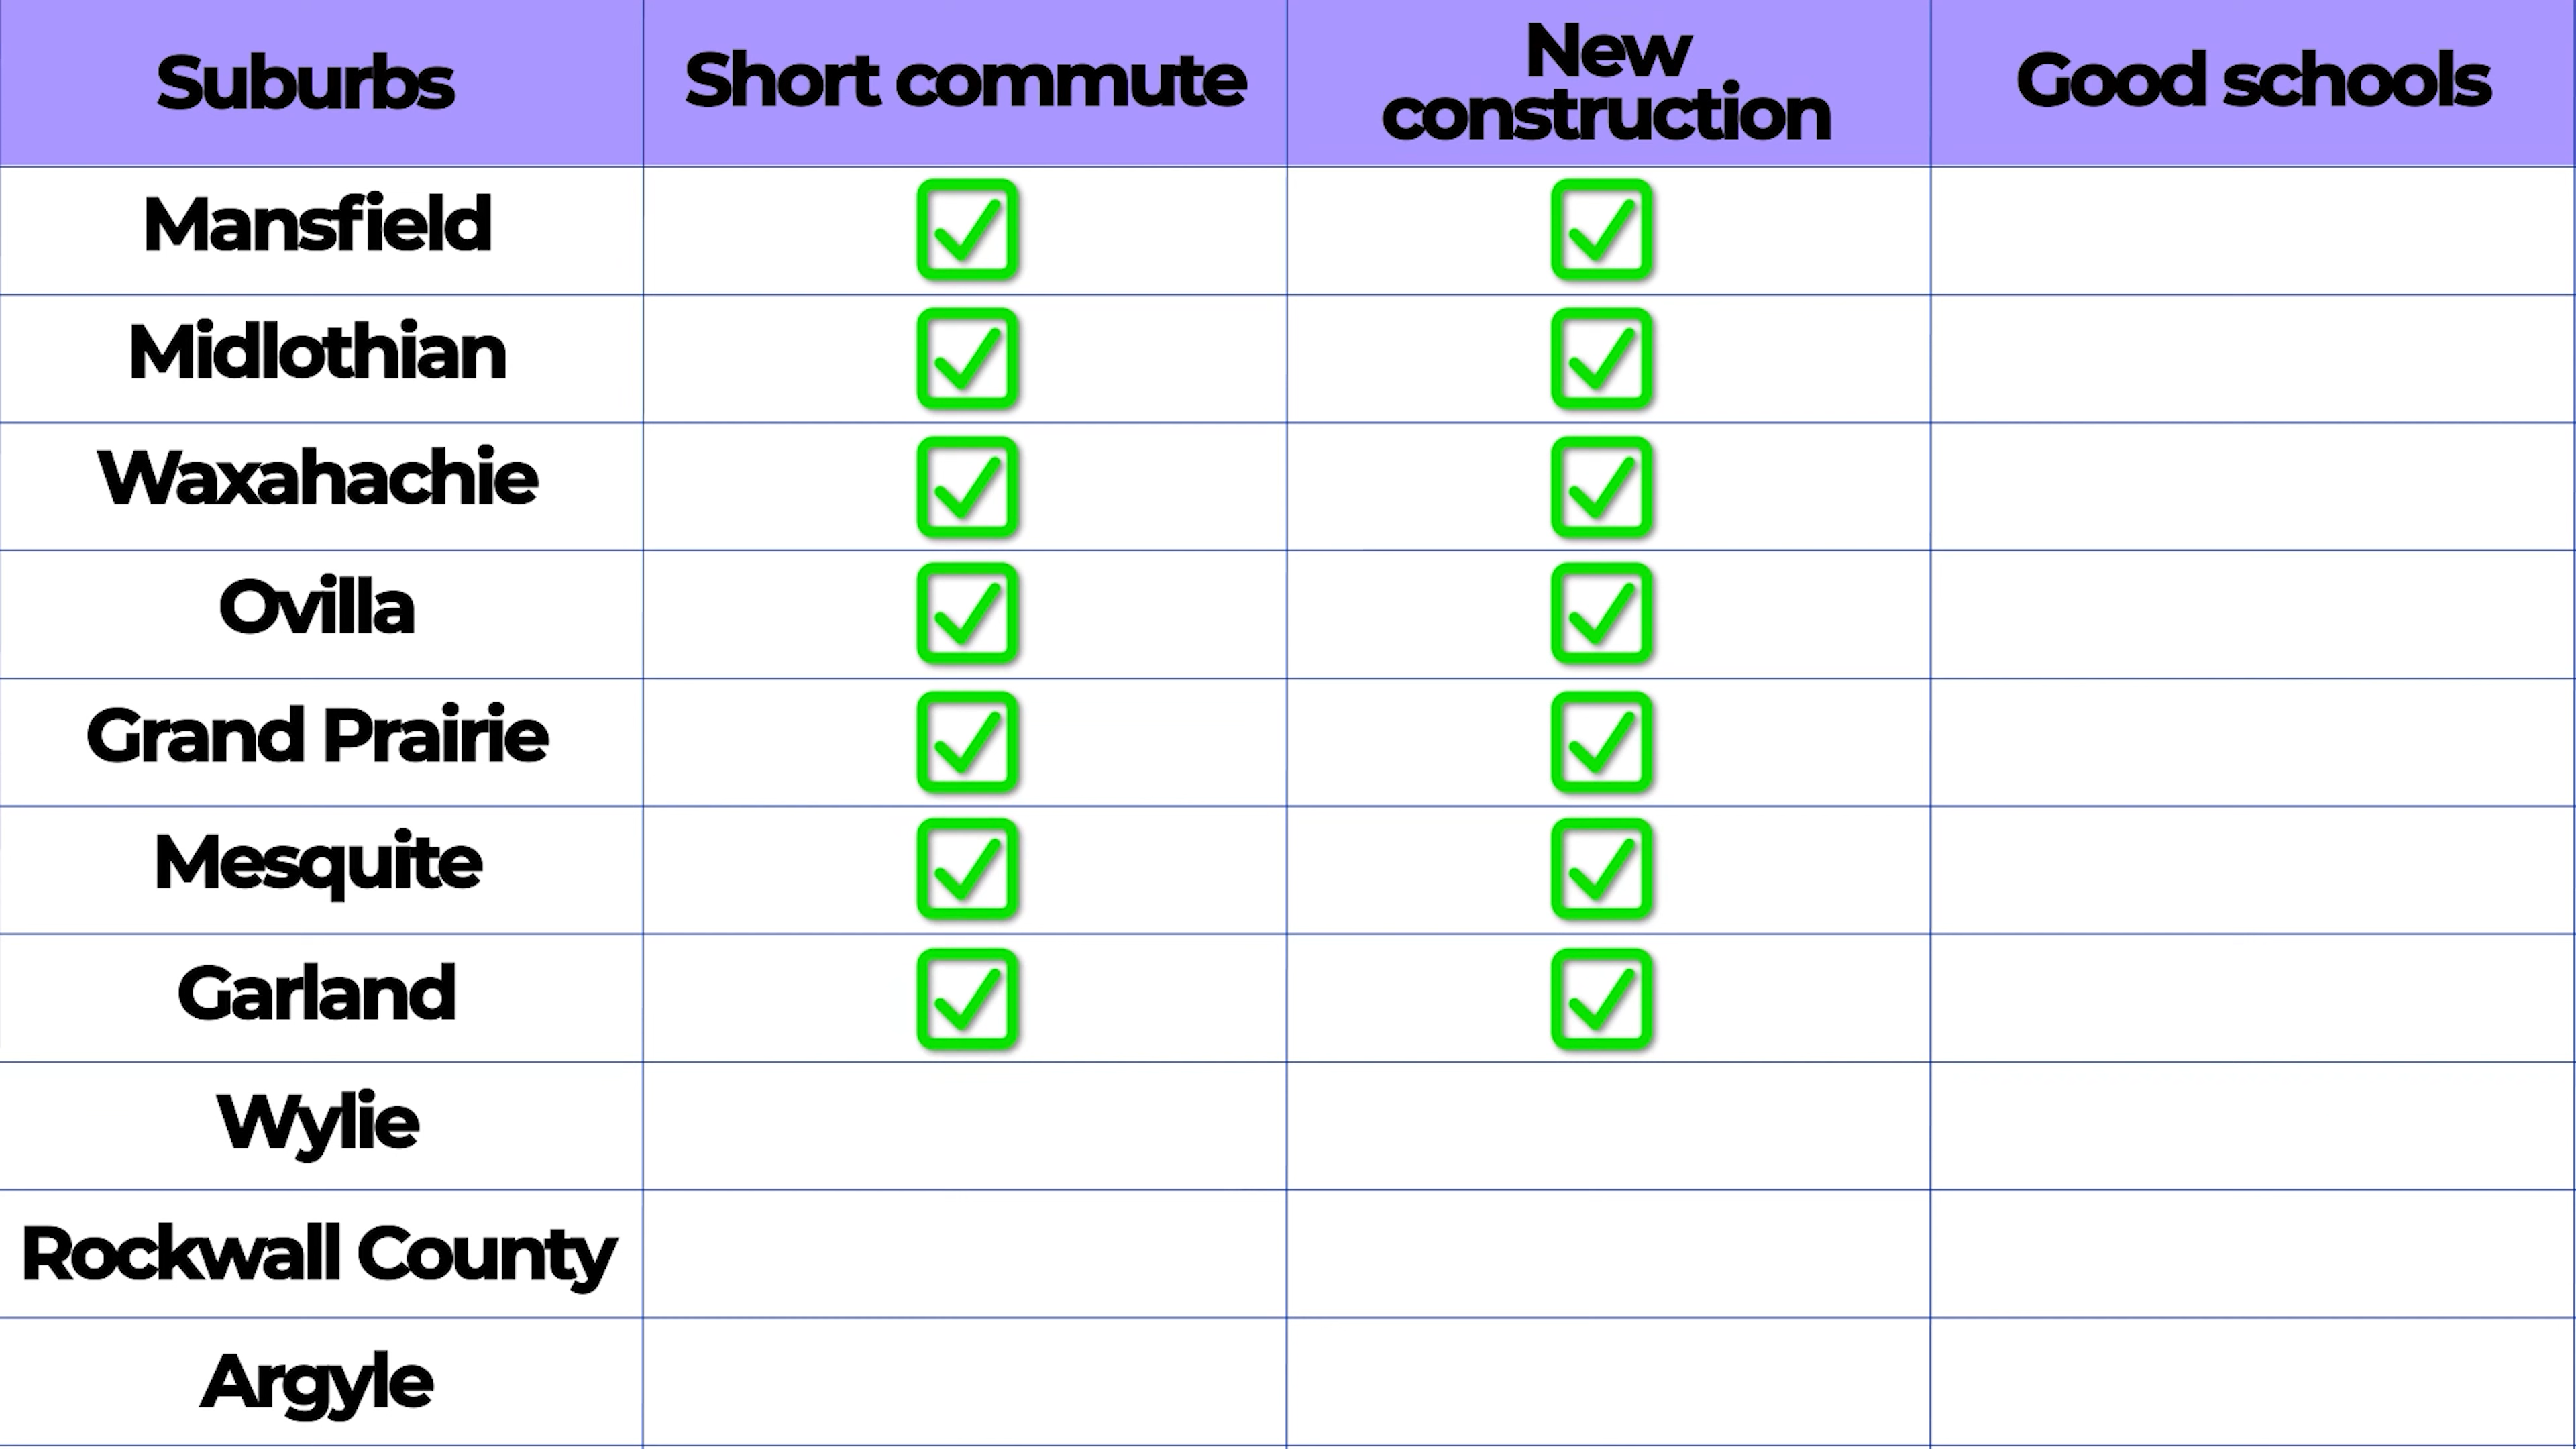 Suburbs
Short commute
New
construction
Good schools
Mansfield
Midlothian
Waxahachie
Ovilla
Grand Prairie
Mesquite
Garland
Wylie
Rockwall County
Argyle